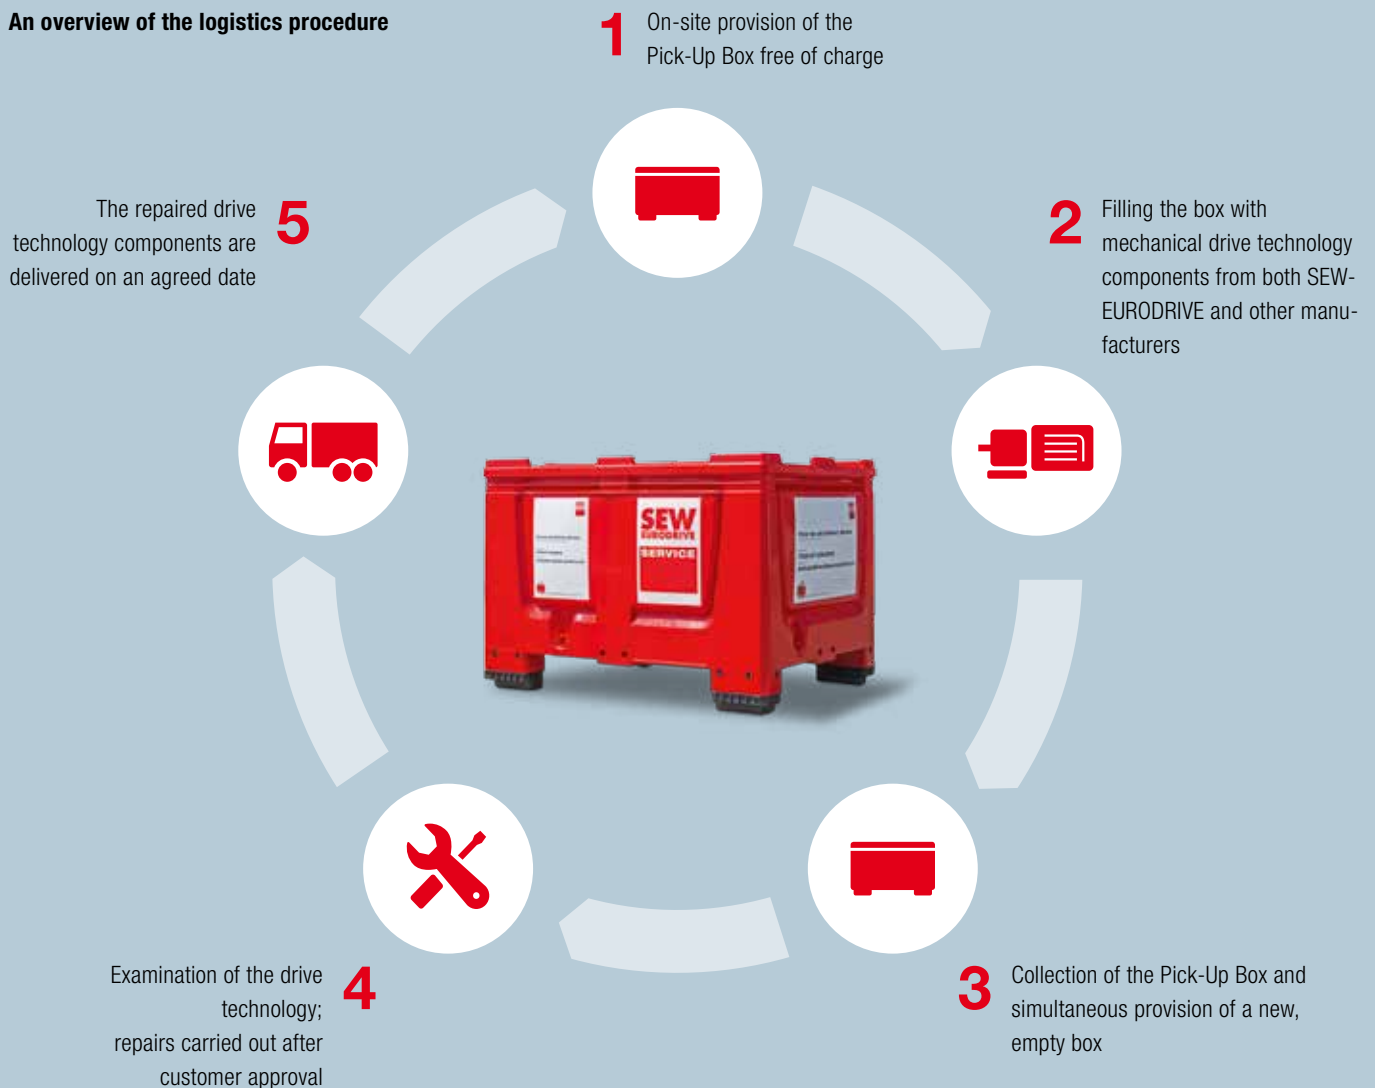 An overview of the logistics procedure
1
On-site provision of the
Pick-Up Box free of charge
2
Filling the box with
mechanical drive technology
components from both SEW-
EURODRIVE and other manu-
facturers
3
Collection of the Pick-Up Box and
simultaneous provision of a new,
empty box
4
Examination of the drive
technology;
repairs carried out after
customer approval
5
The repaired drive
technology components are
delivered on an agreed date
SEW
EURODRIVE
SERVICE